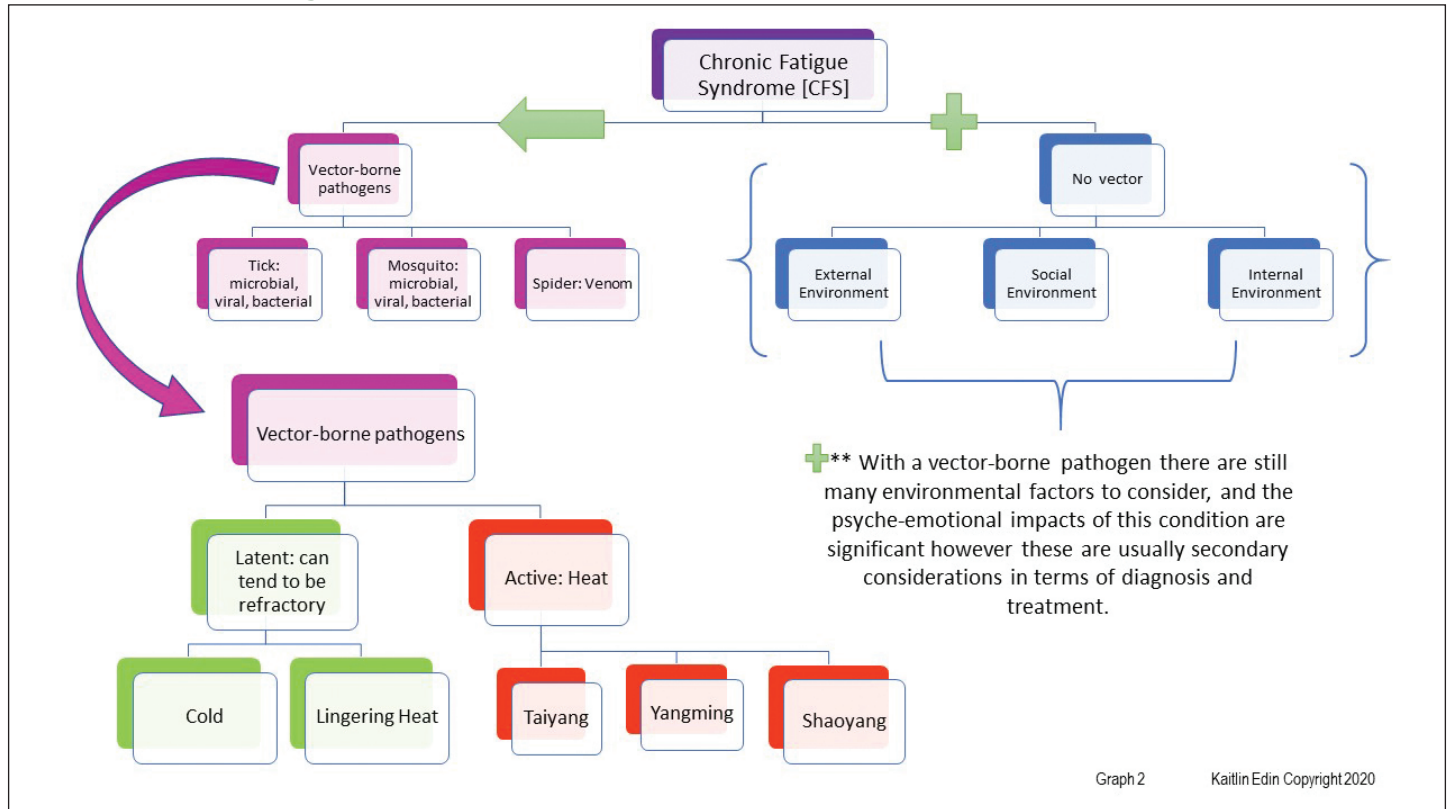 Chronic Fatigue
Syndrome [CFS]
Vector-borne
pathogens
No vector
Tick:
microbial,
viral, bacterial
Mosquito:
microbial,
viral, bacterial
Spider: Venom
External
Environment
Social
Environment
Internal
Environment
Vector-borne pathogens
** With a vector-borne pathogen there are still
many environmental factors to consider, and the
psyche-emotional impacts of this condition are
significant however these are usually secondary
considerations in terms of diagnosis and
treatment.
Latent: can
tend to be
refractory
Active: Heat
Cold
Lingering Heat
Taiyang
Yangming
Shaoyang
Graph 2
Kaitlin Edin Copyright 2020